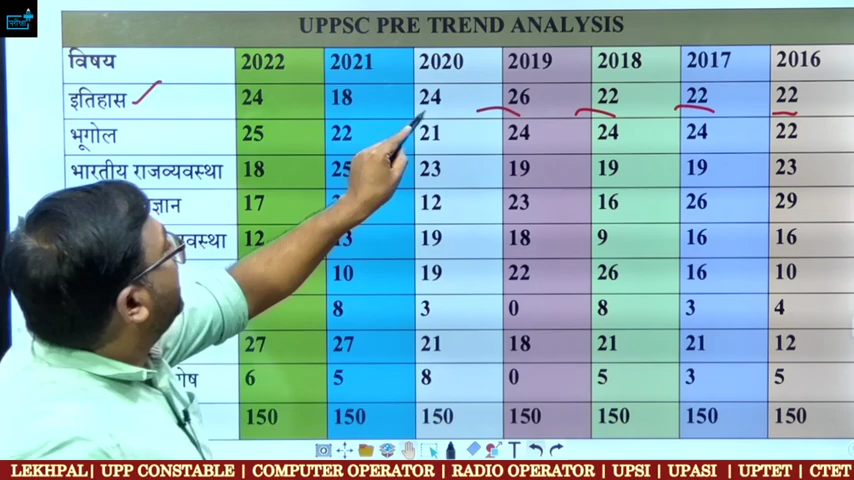 परीक्षा
UPPSC PRE TREND ANALYSIS
विषय 2022 2021 2020 2019 2018 2017 2016
इतिहास 24 18 24 26 22 22 22
भूगोल 25 22 21 24 24 24 22
भारतीय राजव्यवस्था 18 25 23 19 19 19 23
17 12 23 16 26 29
12 13 19 18 9 16 16
10 19 22 26 16 10
8 3 0 8 3 4
27 27 21 18 21 21 12
6 5 8 0 5 3 5
150 150 150 150 150 150 150
LEKHPAL| UPP CONSTABLE | COMPUTER OPERATOR | RADIO OPERATOR | UPSI | UPASI | UPTET | CTET